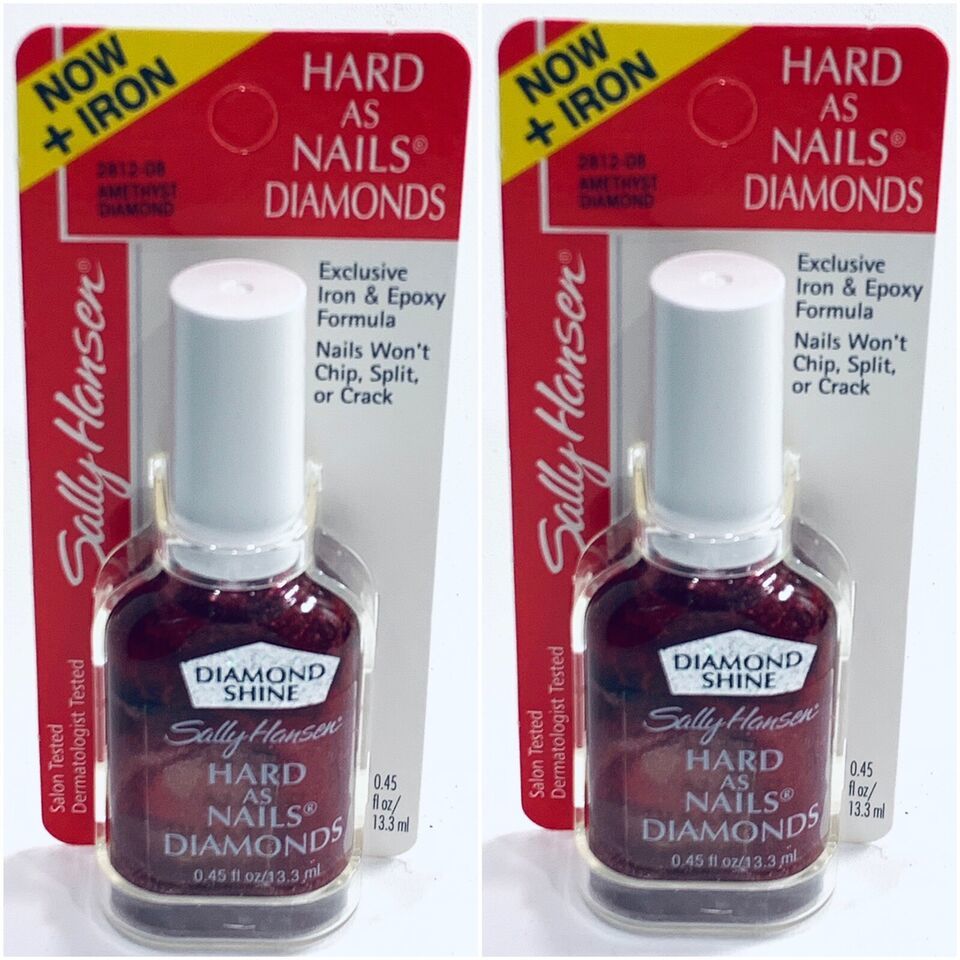 NOW
+ IRON
HARD
AS
NAILS®
DIAMONDS
2812-08
AMETHYST
DIAMOND
Exclusive
Iron & Epoxy
Formula
Nails Won't
Chip, Split,
or Crack
Sally Hansen®
Salon Tested
Dermatologist Tested
DIAMOND
SHINE
Sally Hansen®
HARD
AS
NAILS®
DIAMONDS
0.45 fl oz/13.3 ml
0.45
fl oz/
13.3 ml
NOW
+ IRON
HARD
AS
NAILS®
DIAMONDS
2812-08
AMETHYST
DIAMOND
Exclusive
Iron & Epoxy
Formula
Nails Won't
Chip, Split,
or Crack
Sally Hansen®
Salon Tested
Dermatologist Tested
DIAMOND
SHINE
Sally Hansen®
HARD
AS
NAILS®
DIAMONDS
0.45 fl oz/13.3 ml
0.45
fl oz/
13.3 ml